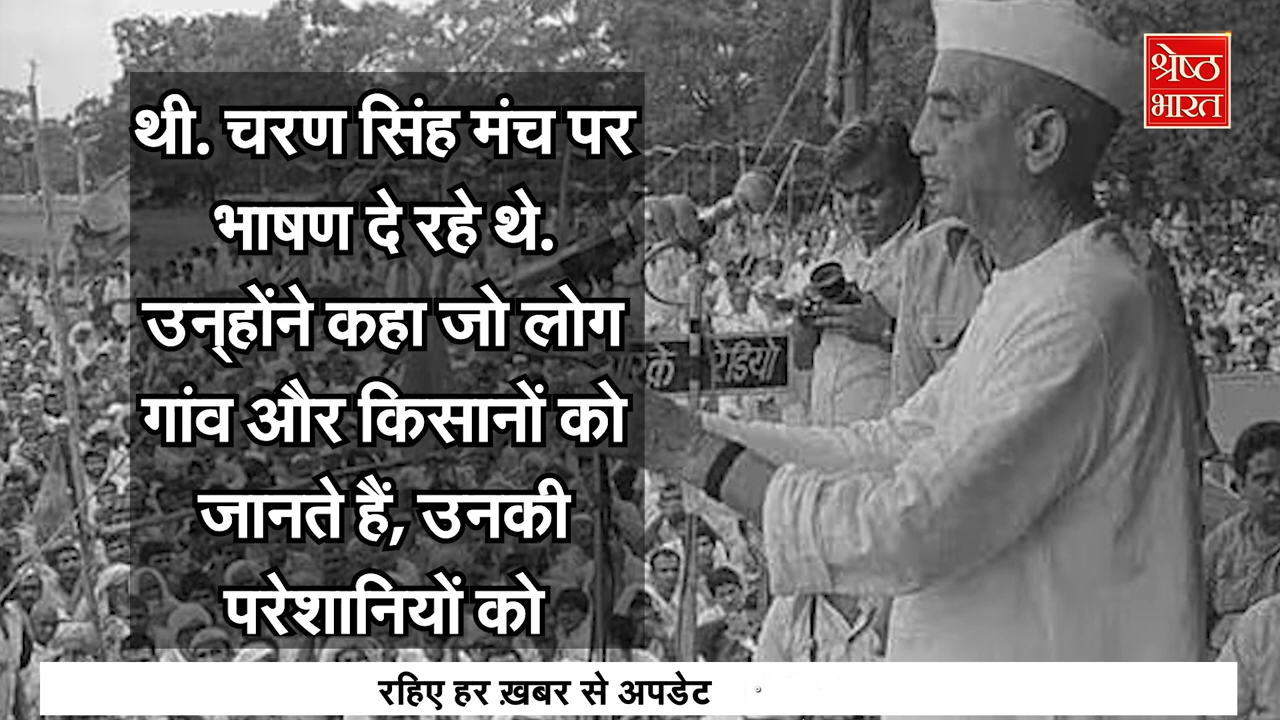 श्रेष्ठ
भारत
थी. चरण सिंह मंच पर
भाषण दे रहे थे.
उन्होंने कहा जो लोग
गांव और किसानों को
जानते हैं, उनकी
परेशानियों को
रेडियो
रहिए हर ख़बर से अपडेट